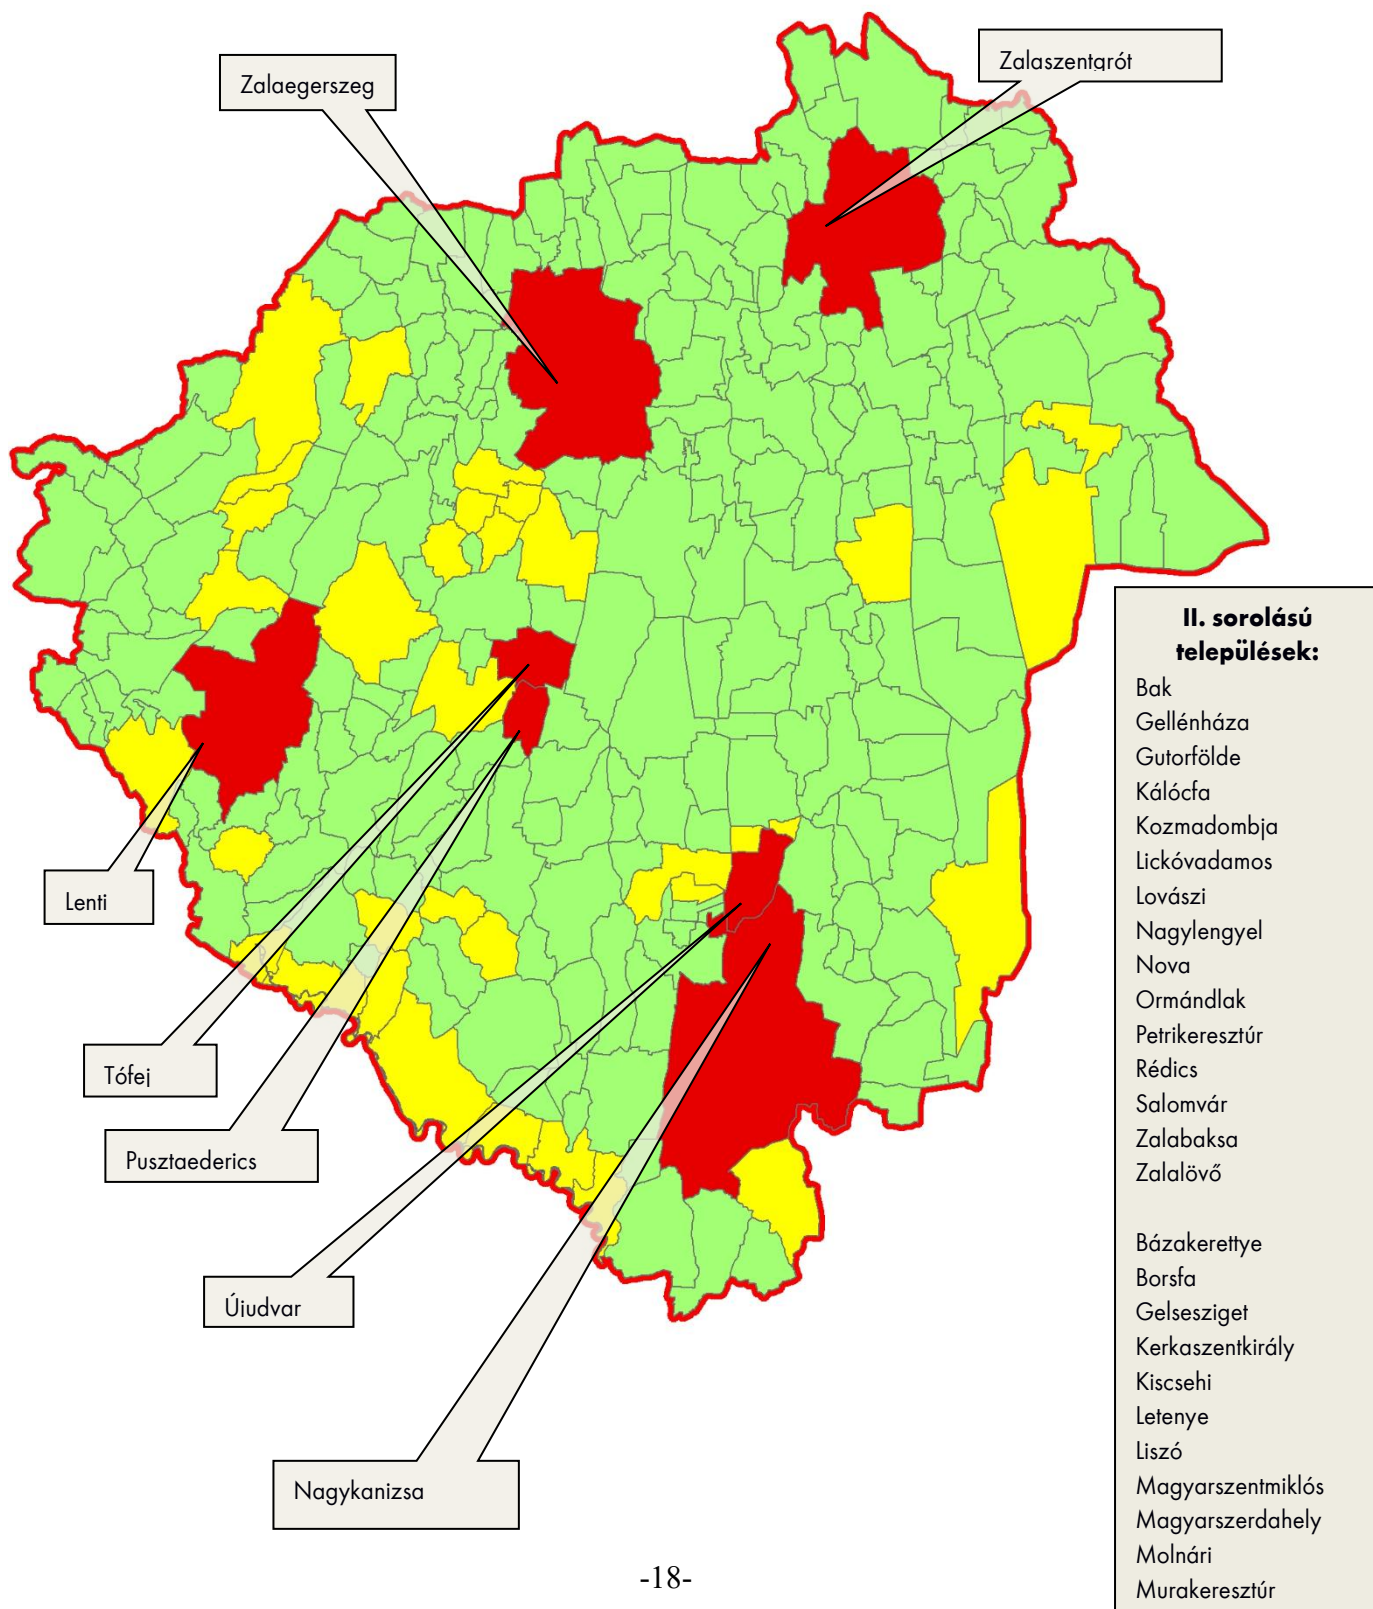 Zalaszentgrót
Zalaegerszeg
Lenti
Tófej
Pusztaederics
Újudvar
Nagykanizsa
II. sorolású
települések:
Bak
Gellénháza
Gutorfölde
Kálócfa
Kozmadombja
Lickóvadamos
Lovászi
Nagylengyel
Nova
Ormándlak
Petrikeresztúr
Rédics
Salomvár
Zalabaksa
Zalalövő
Bázakerettye
Borsfa
Gelsesziget
Kerkaszentkirály
Kiscsehi
Letenye
Liszó
Magyarszentmiklós
Magyarszerdahely
Molnári
Murakeresztúr
-18-